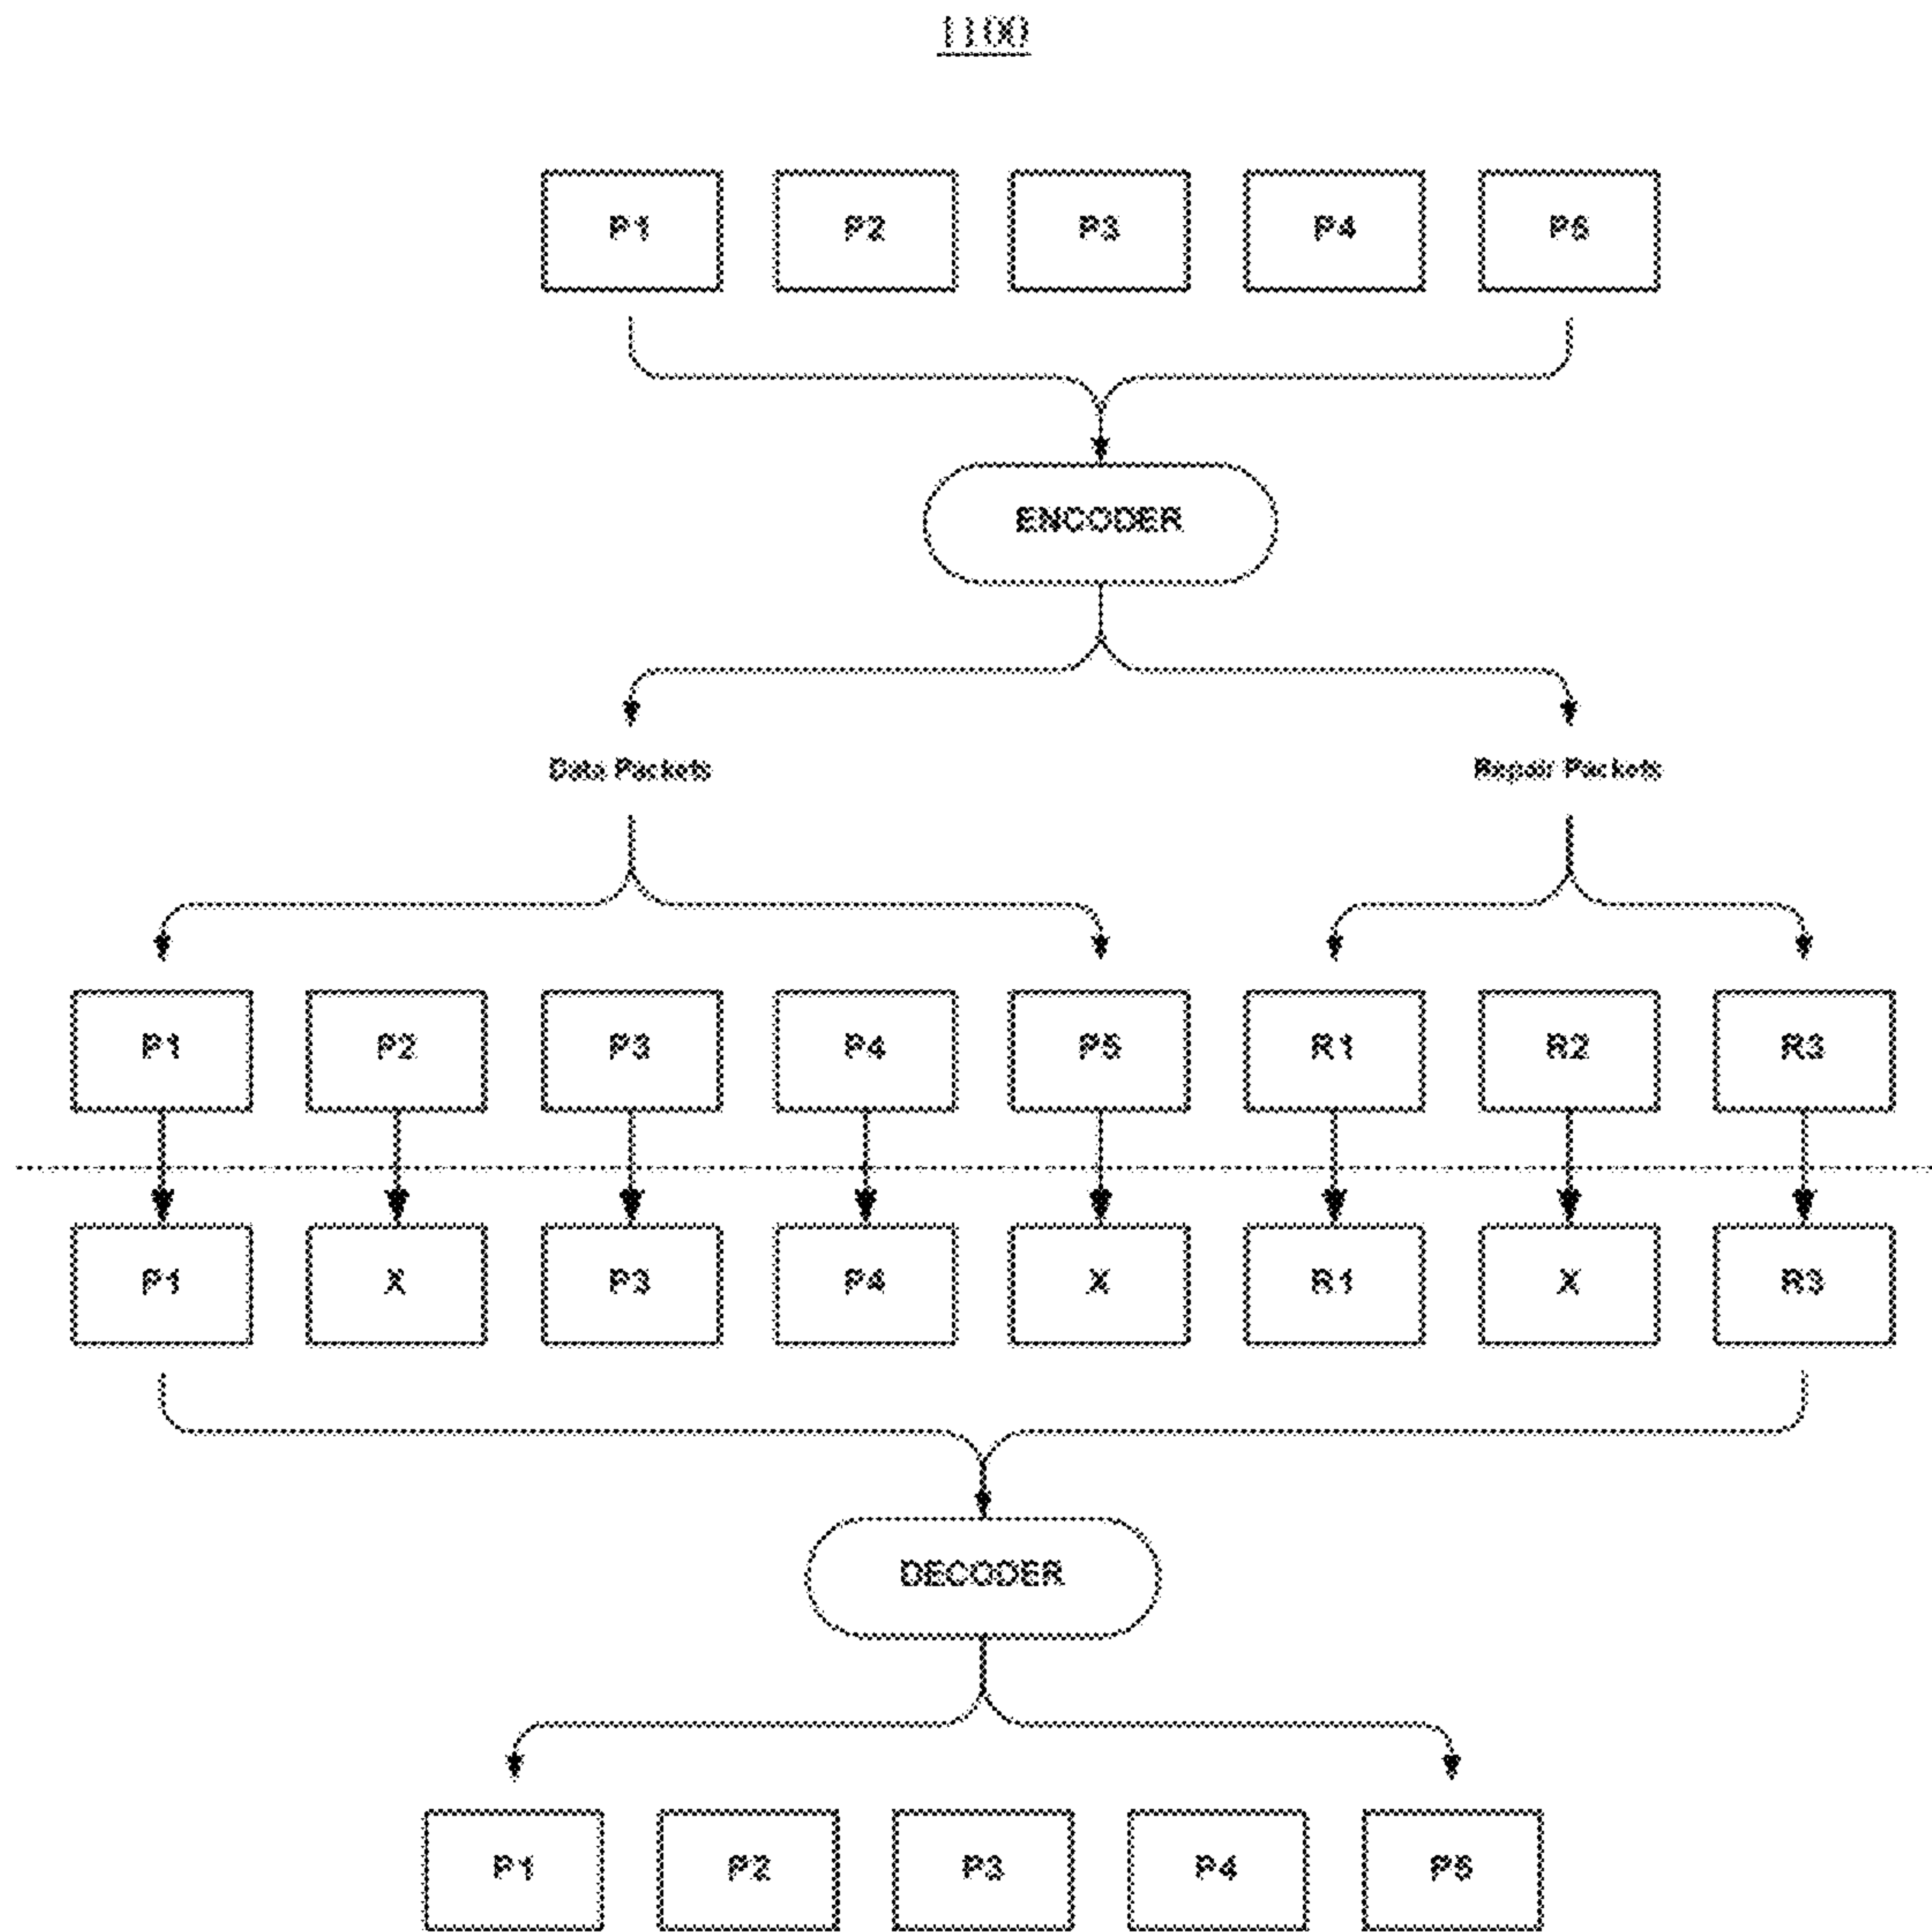 1100
P1 P2 P3 P4 P5
ENCODER
Data Packets Repair Packets
P1 P2 P3 P4 P5 R1 R2 R3
P1 X P3 P4 X R1 X R3
DECODER
P1 P2 P3 P4 P5